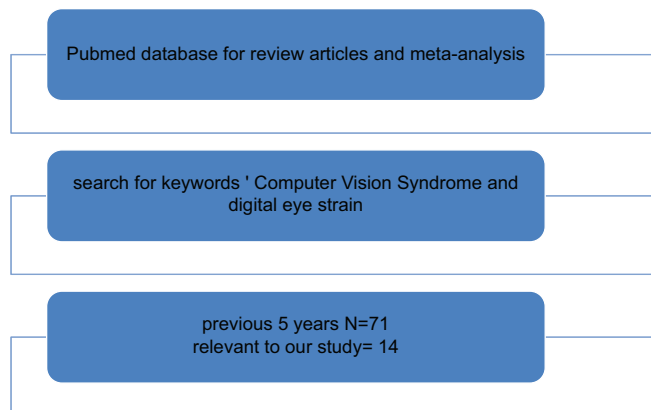 Pubmed database for review articles and meta-analysis
search for keywords ' Computer Vision Syndrome and
digital eye strain
previous 5 years N=71
relevant to our study= 14